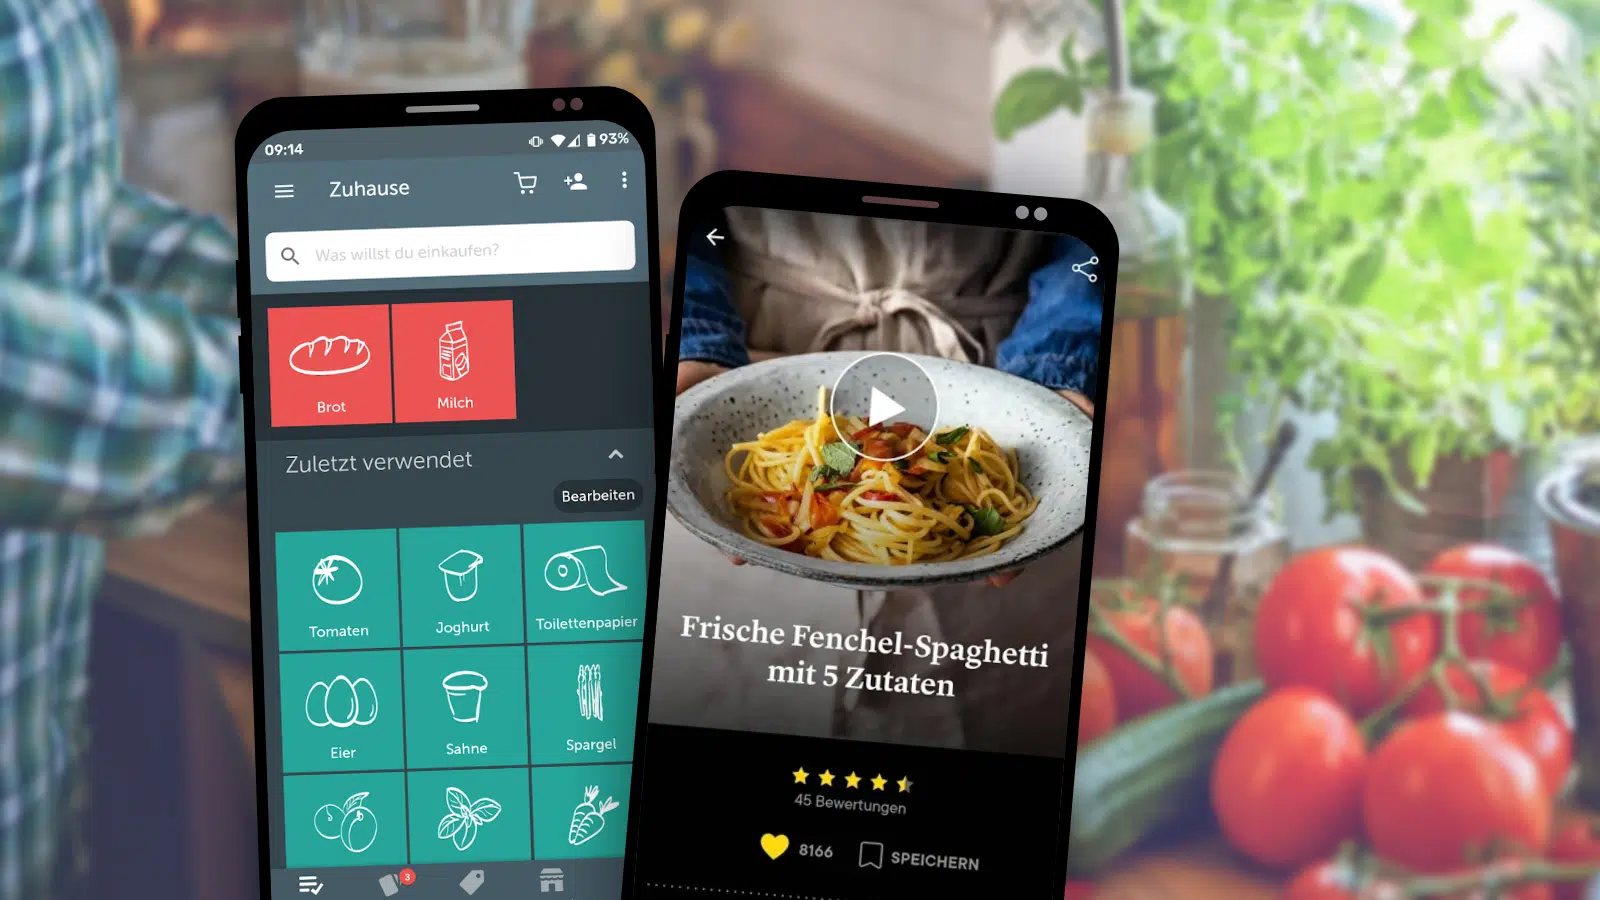 09:14
93%
Zuhause
Was willst du einkaufen?
Brot
Milch
Zuletzt verwendet
Bearbeiten
Tomaten
Joghurt
Toilettenpapier
Eier
Sahne
Spargel
3
Frische Fenchel-Spaghetti
mit 5 Zutaten
45 Bewertungen
8166
SPEICHERN